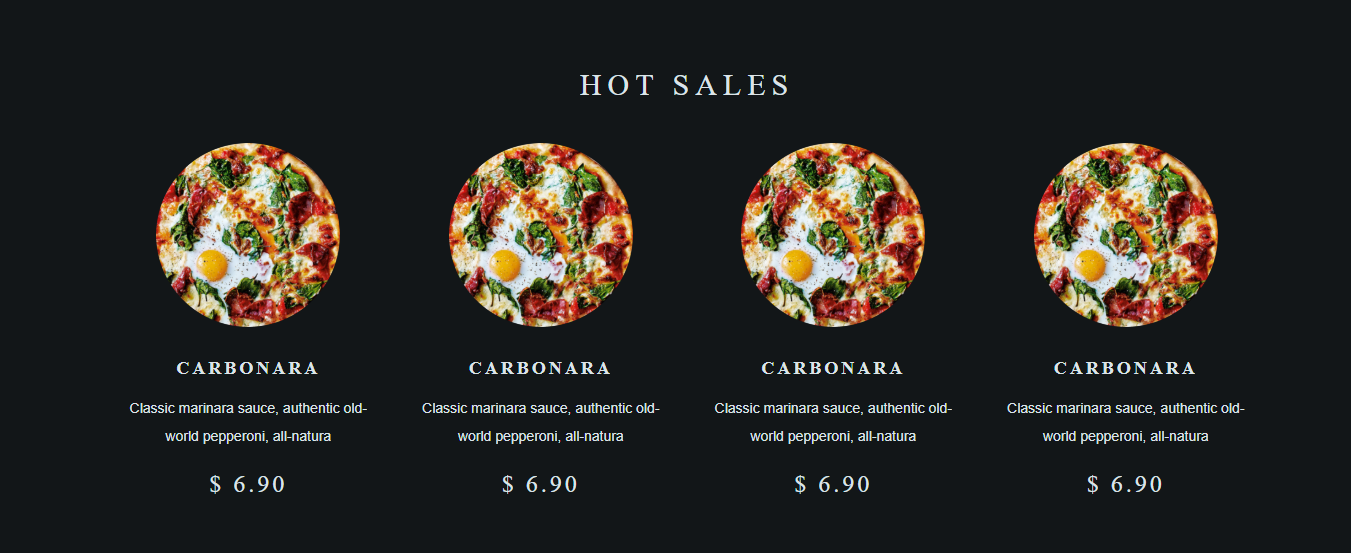 HOT SALES
CARBONARA
Classic marinara sauce, authentic old-
world pepperoni, all-natura
$ 6.90
CARBONARA
Classic marinara sauce, authentic old-
world pepperoni, all-natura
$ 6.90
CARBONARA
Classic marinara sauce, authentic old-
world pepperoni, all-natura
$ 6.90
CARBONARA
Classic marinara sauce, authentic old-
world pepperoni, all-natura
$ 6.90